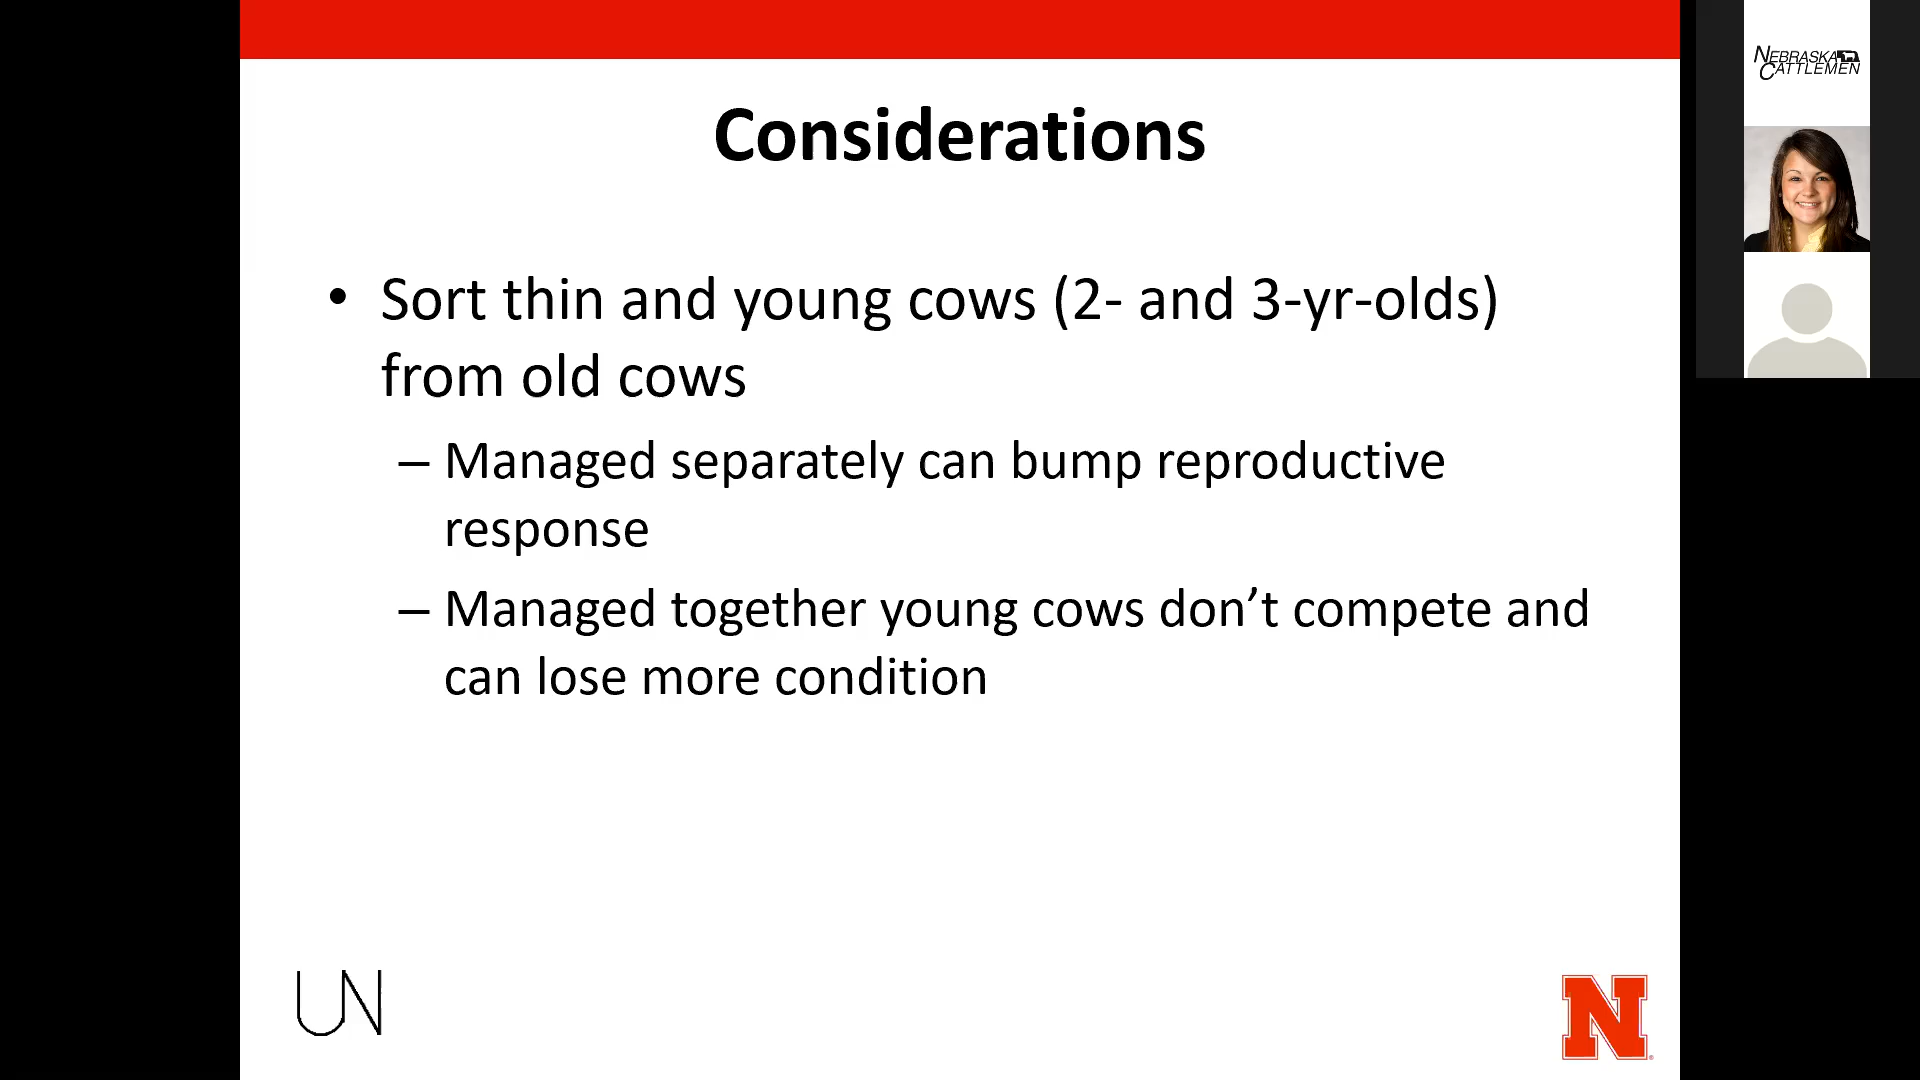 Considerations
• Sort thin and young cows (2- and 3-yr-olds)
from old cows
– Managed separately can bump reproductive
response
– Managed together young cows don’t compete and
can lose more condition
UN
N
NEBRASKA
CATTLEMEN